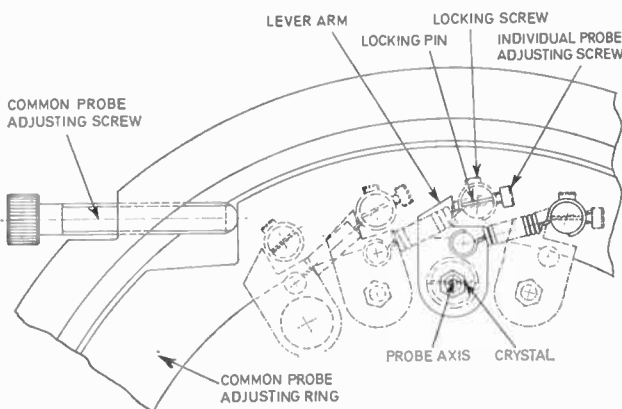 LEVER ARM
LOCKING SCREW
LOCKING PIN
INDIVIDUAL PROBE
ADJUSTING SCREW
COMMON PROBE
ADJUSTING SCREW
PROBE AXIS
CRYSTAL
COMMON PROBE
ADJUSTING RING